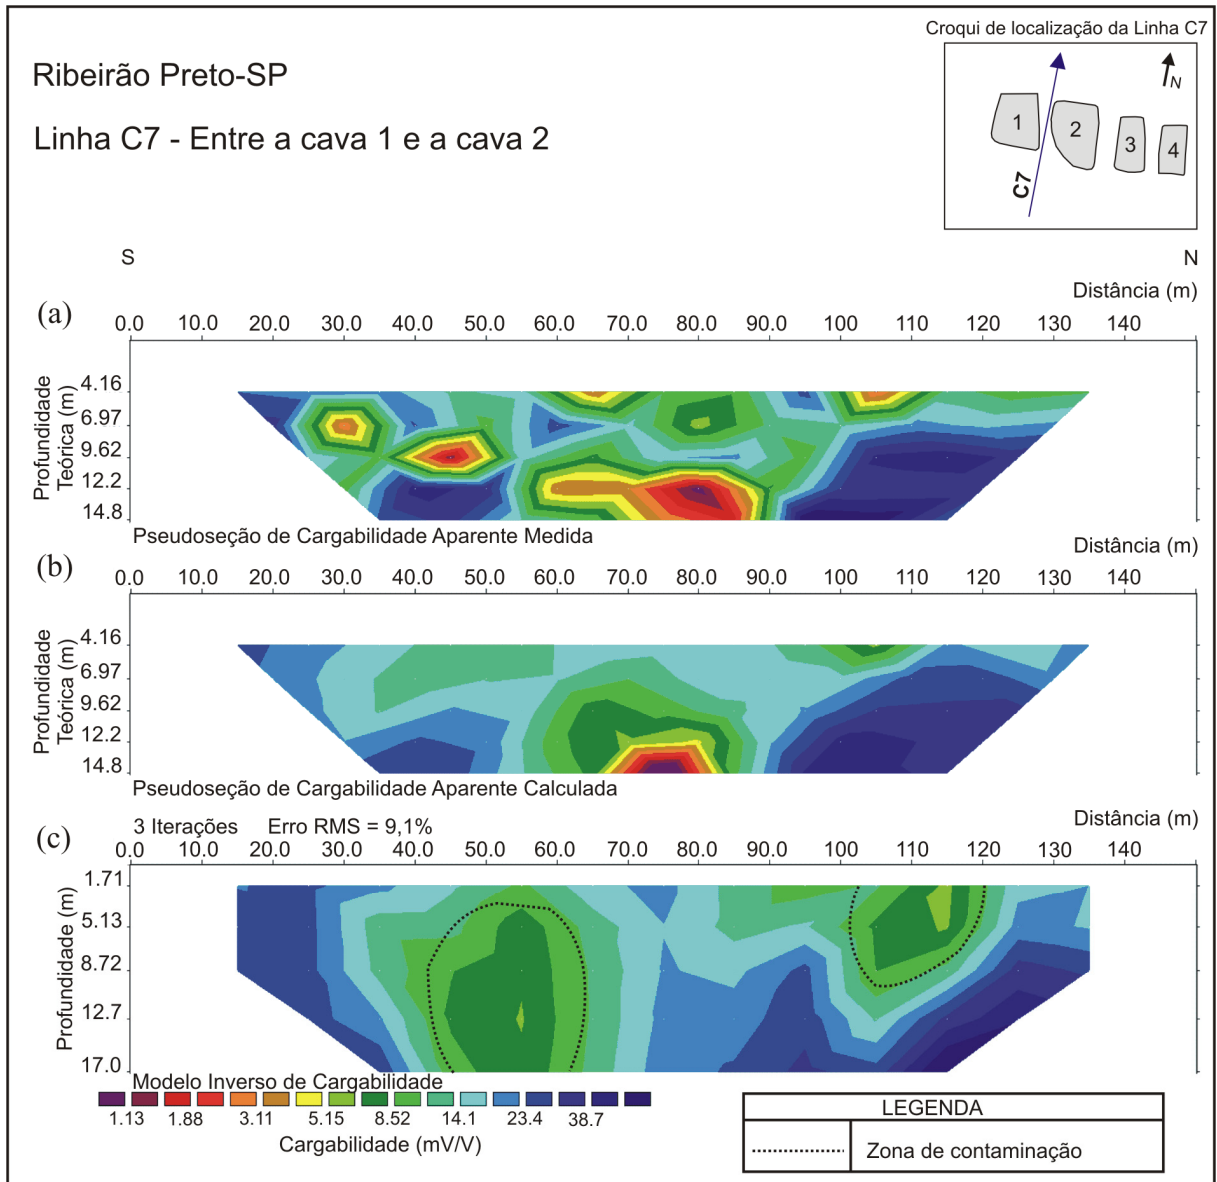 Croqui de localização da Linha C7
Ribeirão Preto-SP
Linha C7 - Entre a cava 1 e a cava 2
N
1
2
3
4
C7
S
N
Distância (m)
(a)
0.0 10.0 20.0 30.0 40.0 50.0 60.0 70.0 80.0 90.0 100 110 120 130 140
Profundidade
Teórica (m)
4.16
6.97
9.62
12.2
14.8
Pseudoseção de Cargabilidade Aparente Medida
Distância (m)
(b)
0.0 10.0 20.0 30.0 40.0 50.0 60.0 70.0 80.0 90.0 100 110 120 130 140
Profundidade
Teórica (m)
4.16
6.97
9.62
12.2
14.8
Pseudoseção de Cargabilidade Aparente Calculada
Distância (m)
(c)
3 Iterações Erro RMS = 9,1%
0.0 10.0 20.0 30.0 40.0 50.0 60.0 70.0 80.0 90.0 100 110 120 130 140
Profundidade (m)
1.71
5.13
8.72
12.7
17.0
Modelo Inverso de Cargabilidade
1.13 1.88 3.11 5.15 8.52 14.1 23.4 38.7
Cargabilidade (mV/V)
LEGENDA
Zona de contaminação